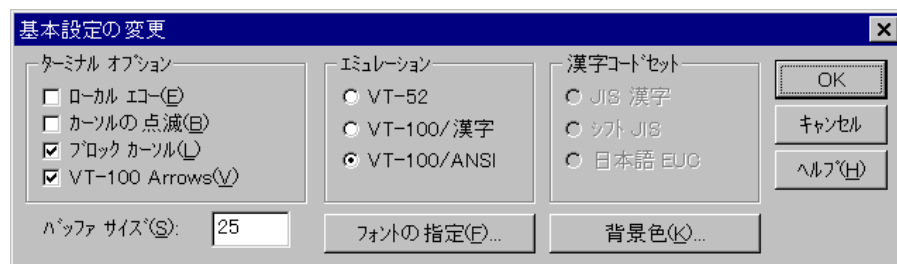 基本設定の変更
ﾀｰﾐﾅﾙ ｵﾌﾟｼｮﾝ
ﾛｰｶﾙ ｴｺｰ(E)
ｶｰｿﾙの点滅(B)
ﾌﾞﾛｯｸ ｶｰｿﾙ(L)
VT-100 Arrows(V)
ﾊﾞｯﾌｧ ｻｲｽﾞ(S): 25
ｴﾐｭﾚｰｼｮﾝ
VT-52
VT-100/漢字
VT-100/ANSI
フォントの指定(F)...
漢字ｺｰﾄﾞｾｯﾄ
JIS 漢字
ｼﾌﾄ JIS
日本語 EUC
背景色(K)...
OK
ｷｬﾝｾﾙ
ﾍﾙﾌﾟ(H)